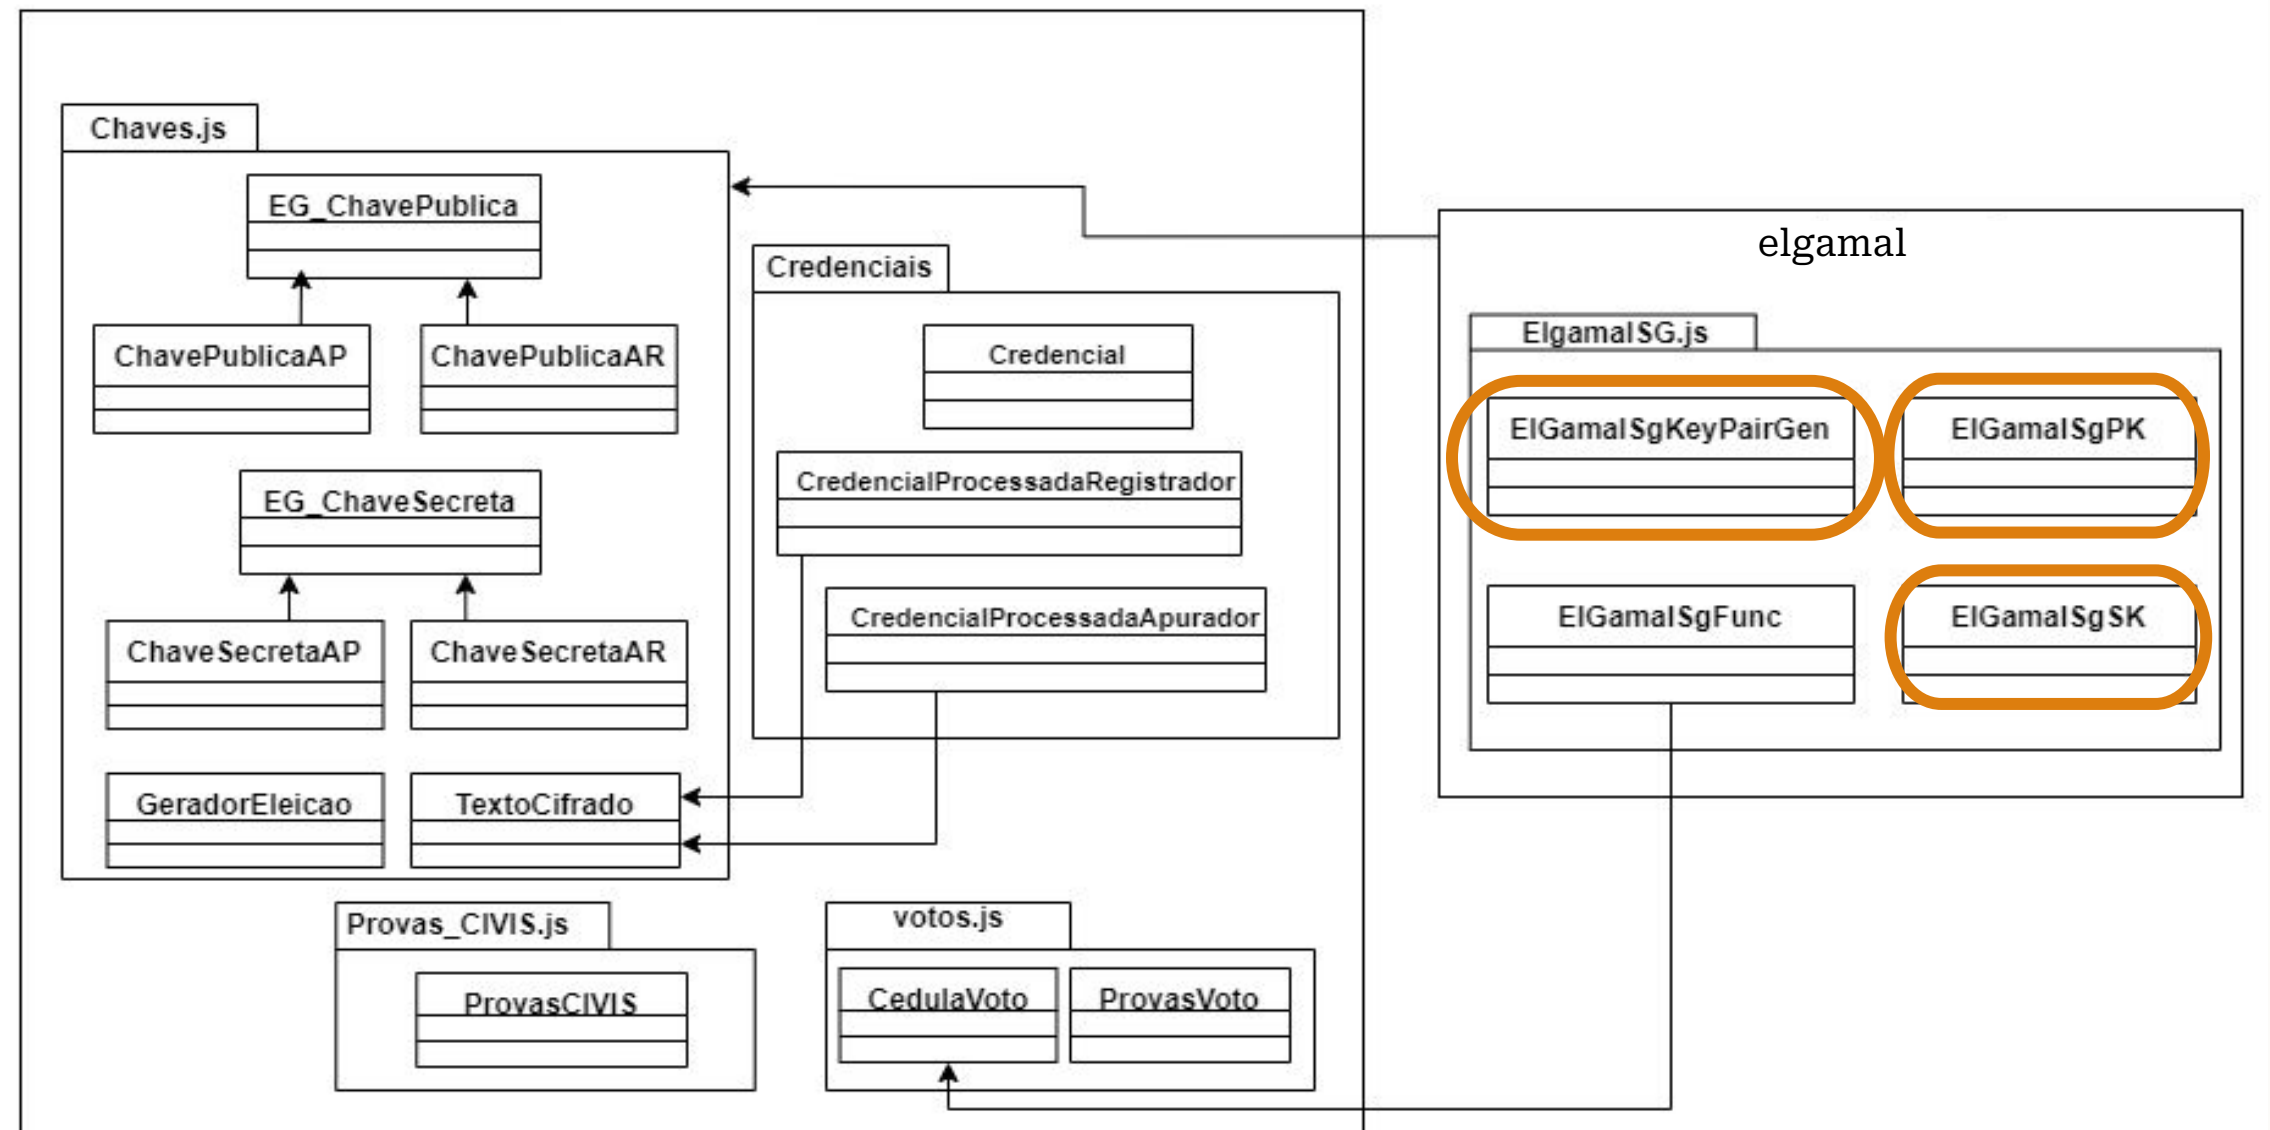 Chaves.js
EG_ChavePublica
ChavePublicaAP
ChavePublicaAR
EG_ChaveSecreta
ChaveSecretaAP
ChaveSecretaAR
GeradorEleicao
TextoCifrado
Credenciais
Credencial
CredencialProcessadaRegistrador
CredencialProcessadaApurador
Provas_CIVIS.js
ProvasCIVIS
votos.js
CedulaVoto
ProvasVoto
elgamal
ElgamalSG.js
ElGamalSgKeyPairGen
ElGamalSgPK
ElGamalSgFunc
ElGamalSgSK